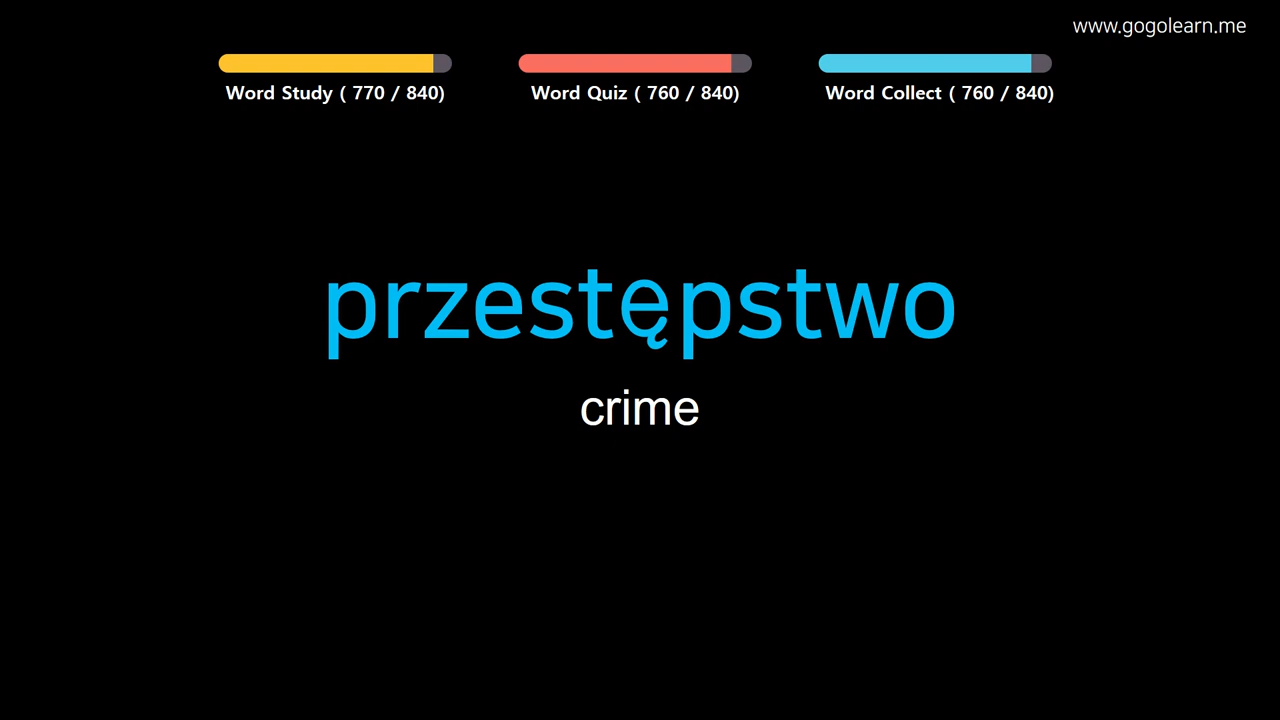 www.gogolearn.me
Word Study ( 770 / 840)
Word Quiz ( 760 / 840)
Word Collect ( 760 / 840)
przestępstwo
crime